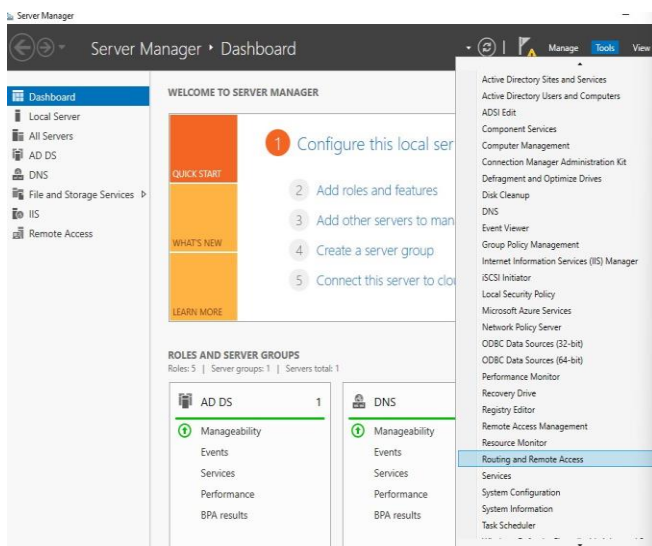 Server Manager
Server Manager • Dashboard
Manage Tools View
Dashboard
Local Server
All Servers
AD DS
DNS
File and Storage Services
IIS
Remote Access
WELCOME TO SERVER MANAGER
QUICK START
WHAT'S NEW
LEARN MORE
1 Configure this local ser
2 Add roles and features
3 Add other servers to man
4 Create a server group
5 Connect this server to clou
ROLES AND SERVER GROUPS
Roles: 5 | Server groups: 1 | Servers total: 1
AD DS 1
Manageability
Events
Services
Performance
BPA results
DNS
Manageability
Events
Services
Performance
BPA results
Active Directory Sites and Services
Active Directory Users and Computers
ADSI Edit
Component Services
Computer Management
Connection Manager Administration Kit
Defragment and Optimize Drives
Disk Cleanup
DNS
Event Viewer
Group Policy Management
Internet Information Services (IIS) Manager
iSCSI Initiator
Local Security Policy
Microsoft Azure Services
Network Policy Server
ODBC Data Sources (32-bit)
ODBC Data Sources (64-bit)
Performance Monitor
Recovery Drive
Registry Editor
Remote Access Management
Resource Monitor
Routing and Remote Access
Services
System Configuration
System Information
Task Scheduler